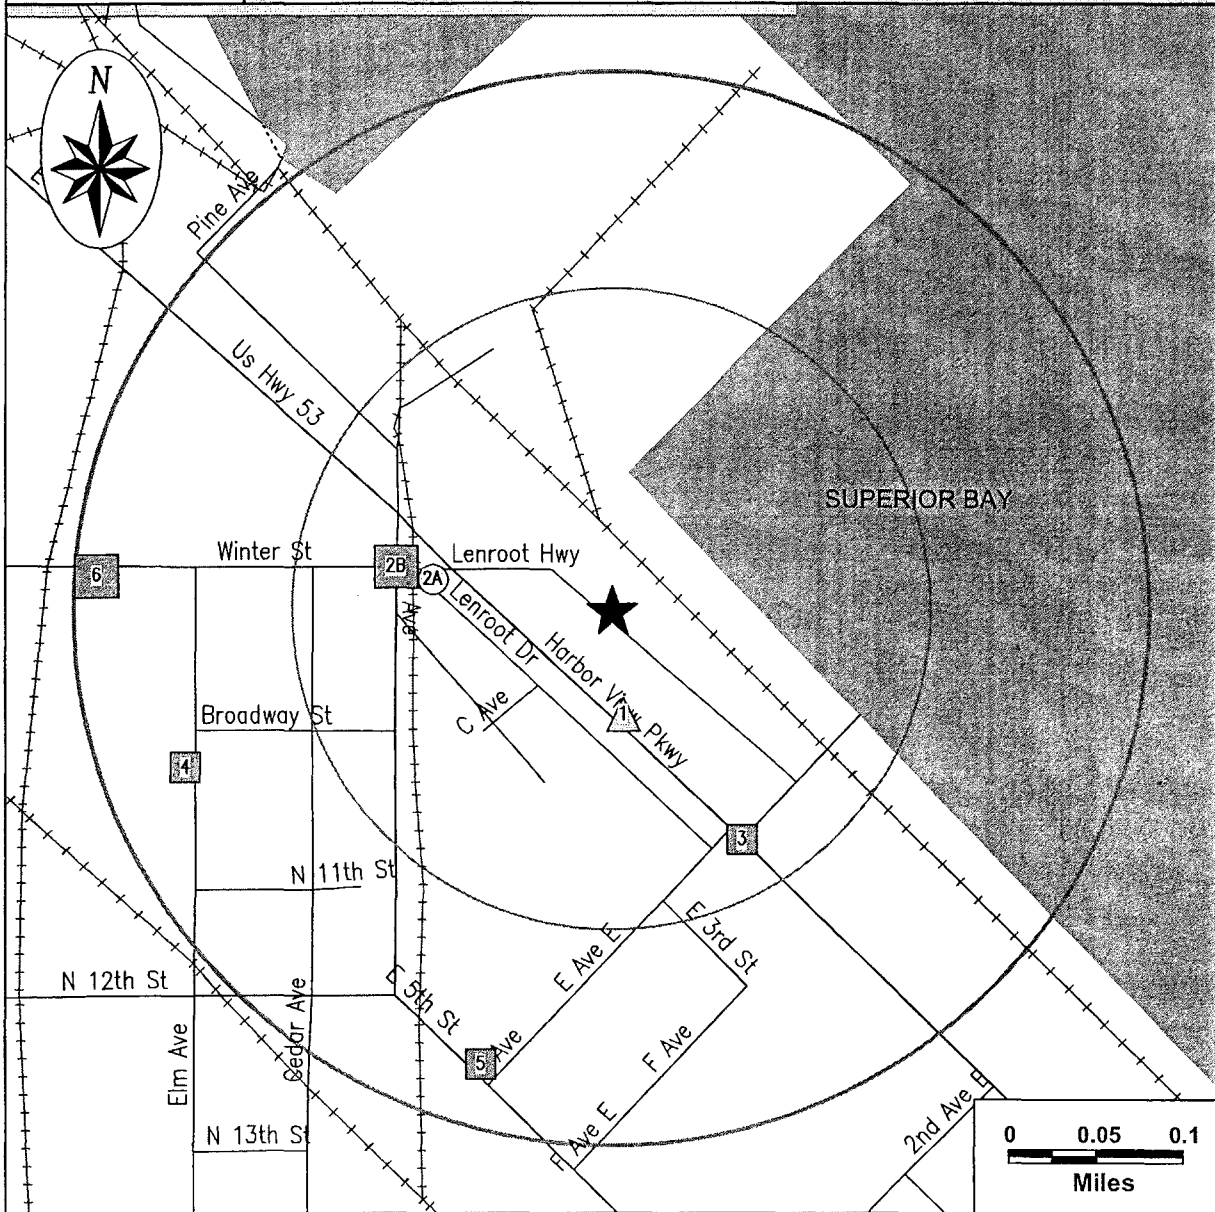 N
Pine Ave
Us Hwy 53
SUPERIOR BAY
Winter St
Lenroot Hwy
6
2B
2A
Ave
Lenroot Dr
Harbor View Pkwy
C Ave
1
Broadway St
4
3
N 11th St
E 3rd St
E Ave E
N 12th St
E 5th St
Cedar Ave
Elm Ave
5
Ave
F Ave
F Ave E
N 13th St
2nd Ave E
0 0.05 0.1
Miles